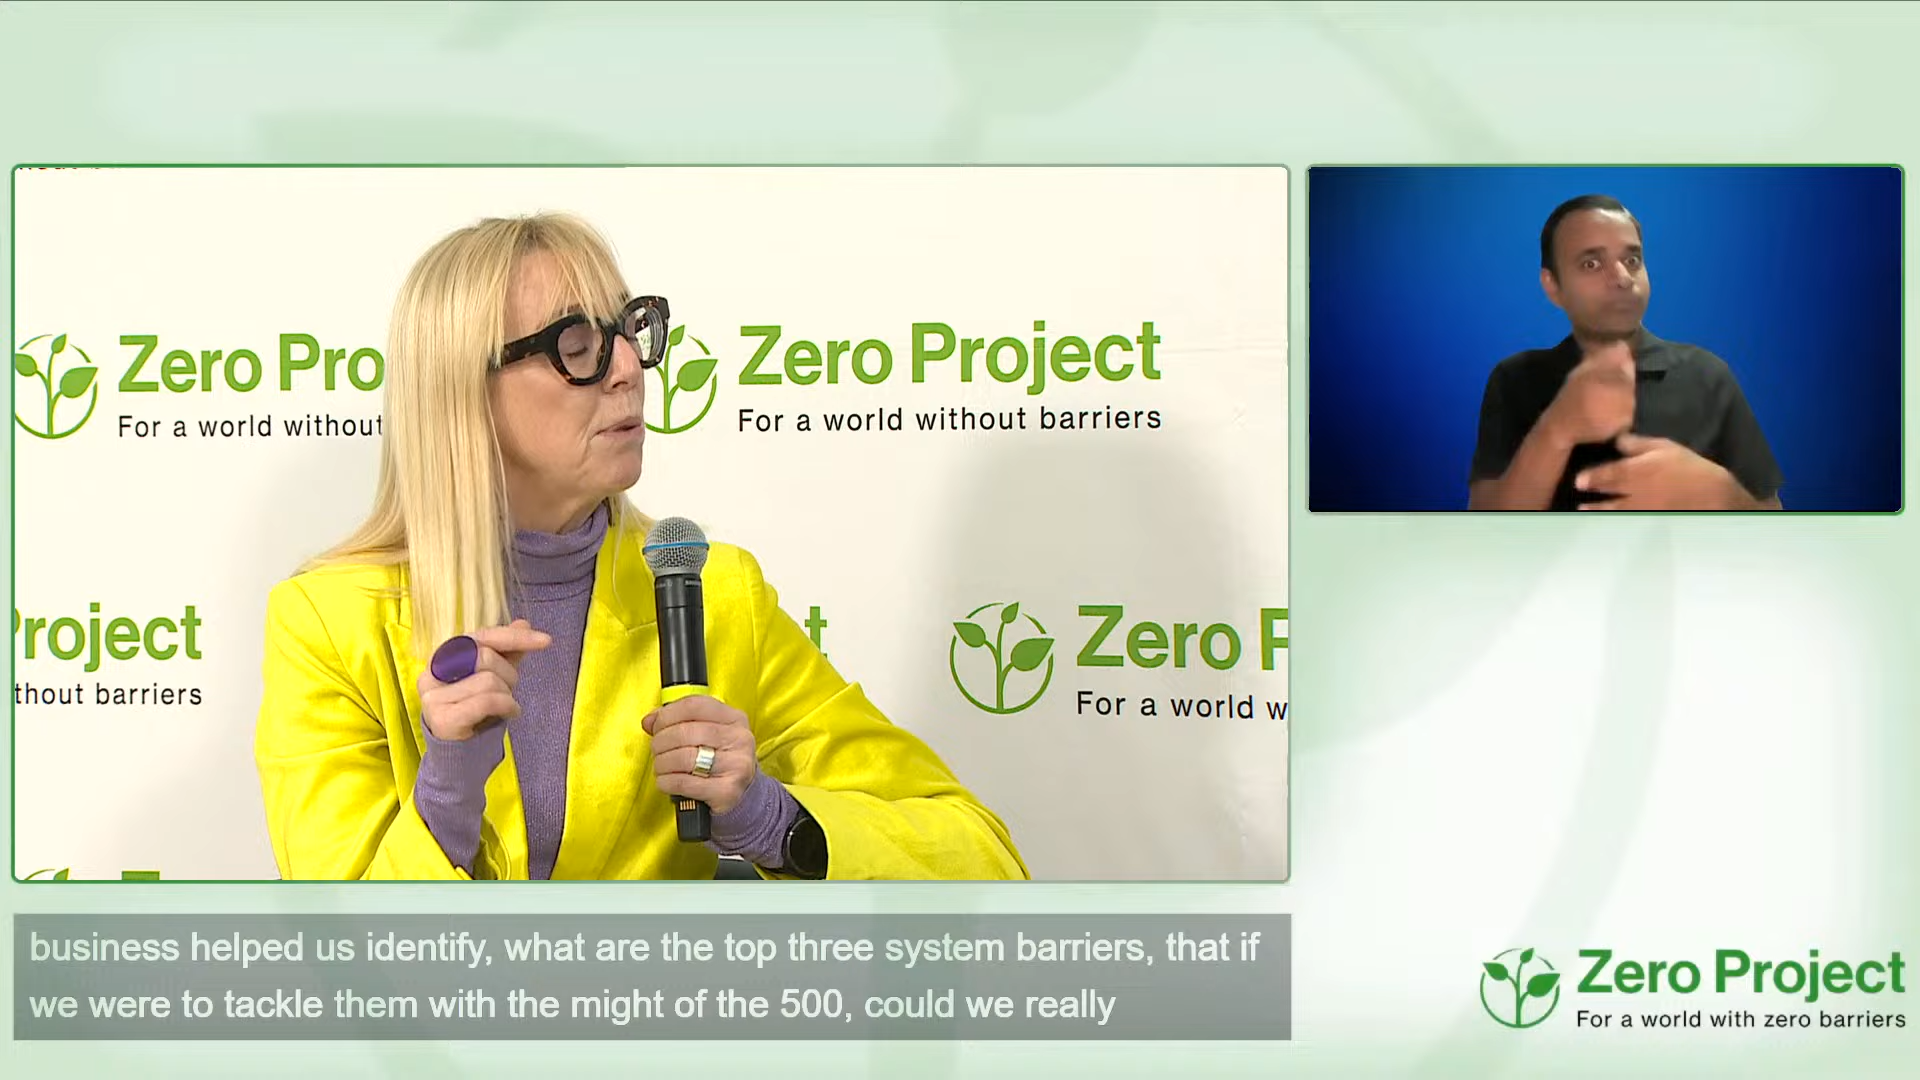 Zero Pro
For a world without
Zero Project
For a world without barriers
Project
thout barriers
t
Zero P
For a world w
business helped us identify, what are the top three system barriers, that if
we were to tackle them with the might of the 500, could we really
Zero Project
For a world with zero barriers